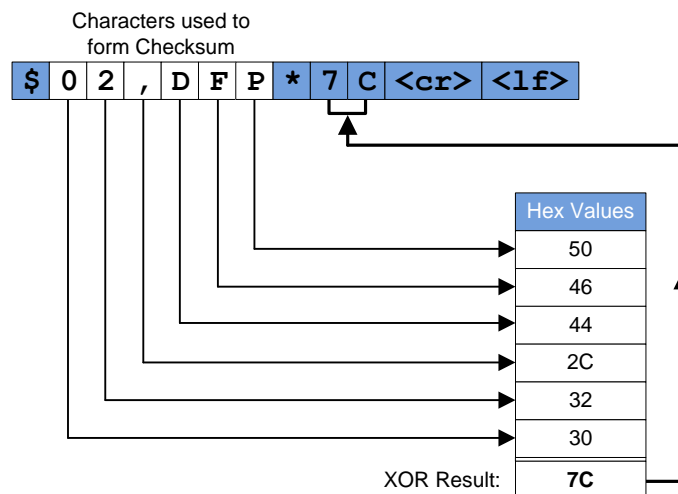 Characters used to
form Checksum
$ 0 2 , D F P * 7 C <cr> <lf>
Hex Values
50
46
44
2C
32
30
XOR Result: 7C